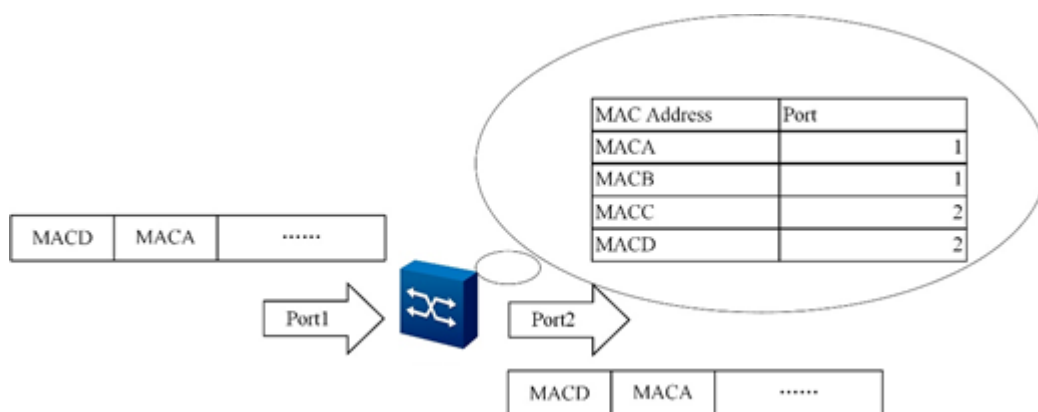 MAC Address Port
MACA 1
MACB 1
MACC 2
MACD 2
MACD MACA ......
Port1
Port2
MACD MACA ......